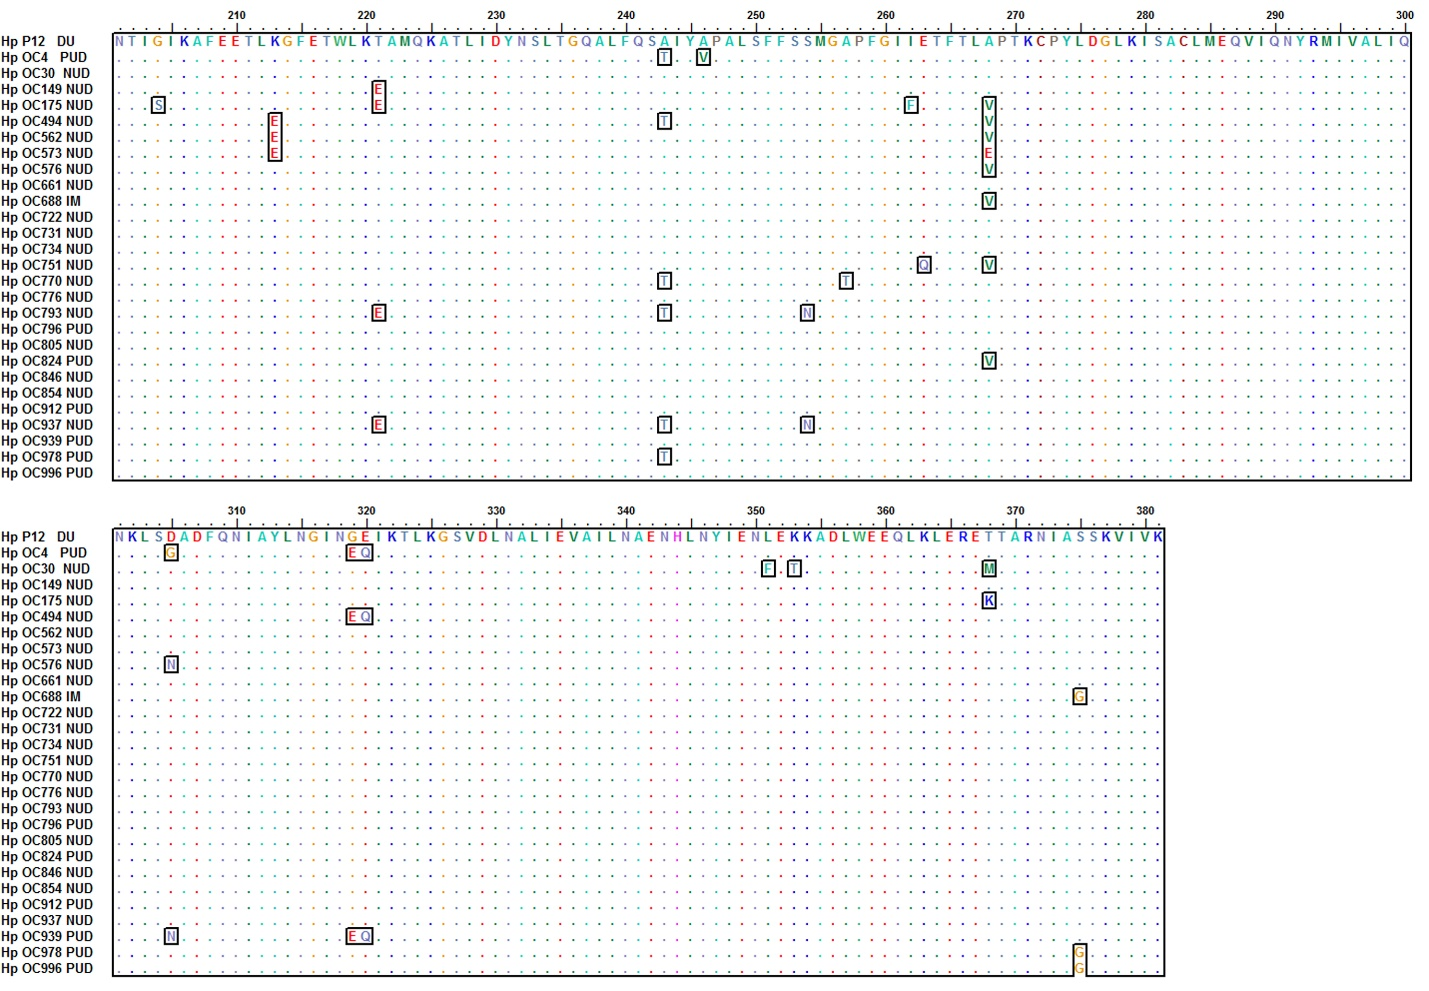 210 220 230 240 250 260 270 280 290 300
Hp P12 DU NTIGIKAFEETLKGFETWLKTAMQKATLIDYNSLTGQALFQSAIYAPALSFFSSMGAPFGIIETFTLAPTKCPYLDGLKISACLMEQVIQNYRMIVALIQ
Hp OC4 PUD T V
Hp OC30 NUD
Hp OC149 NUD E
Hp OC175 NUD S E F V
Hp OC494 NUD E T V
Hp OC562 NUD E V
Hp OC573 NUD E E
Hp OC576 NUD V
Hp OC661 NUD
Hp OC688 IM V
Hp OC722 NUD
Hp OC731 NUD
Hp OC734 NUD
Hp OC751 NUD Q V
Hp OC770 NUD T T
Hp OC776 NUD
Hp OC793 NUD E T N
Hp OC796 PUD
Hp OC805 NUD
Hp OC824 PUD V
Hp OC846 NUD
Hp OC854 NUD
Hp OC912 PUD
Hp OC937 NUD E T N
Hp OC939 PUD
Hp OC978 PUD T
Hp OC996 PUD
310 320 330 340 350 360 370 380
Hp P12 DU NKLSDADFQNIAYLNGINGEIKTLKGSVDLNALIEVAILNAENHLNYIENLEKKADLWEEQLKLERETTARNIASSKVIVK
Hp OC4 PUD G EQ
Hp OC30 NUD F T M
Hp OC149 NUD
Hp OC175 NUD K
Hp OC494 NUD EQ
Hp OC562 NUD
Hp OC573 NUD
Hp OC576 NUD N
Hp OC661 NUD
Hp OC688 IM G
Hp OC722 NUD
Hp OC731 NUD
Hp OC734 NUD
Hp OC751 NUD
Hp OC770 NUD
Hp OC776 NUD
Hp OC793 NUD
Hp OC796 PUD
Hp OC805 NUD
Hp OC824 PUD
Hp OC846 NUD
Hp OC854 NUD
Hp OC912 PUD
Hp OC937 NUD
Hp OC939 PUD N EQ
Hp OC978 PUD G
Hp OC996 PUD G